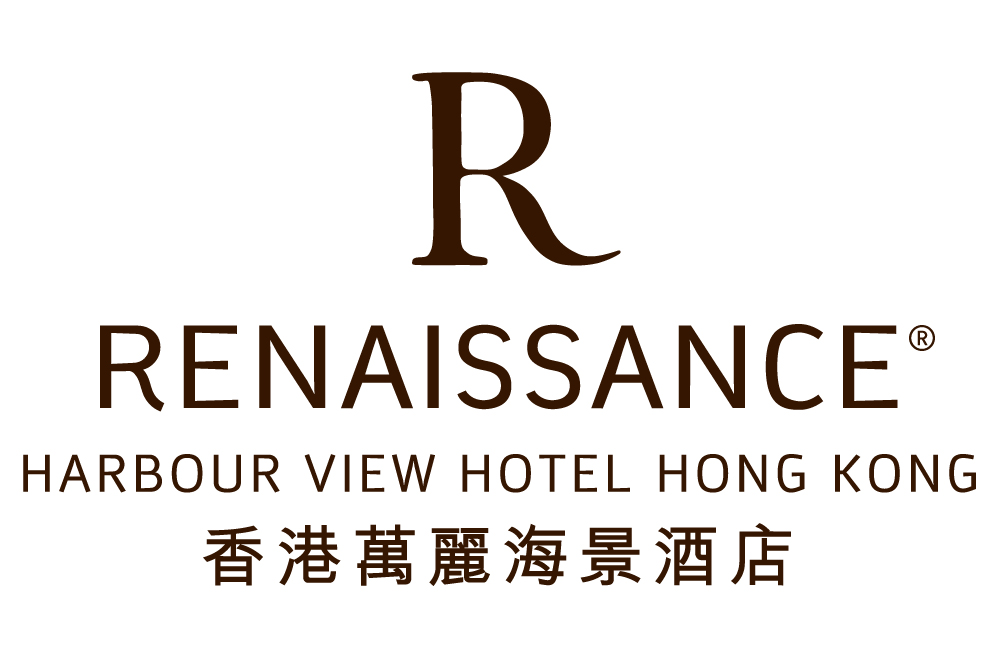 R
RENAISSANCE®
HARBOUR VIEW HOTEL HONG KONG
香港萬麗海景酒店